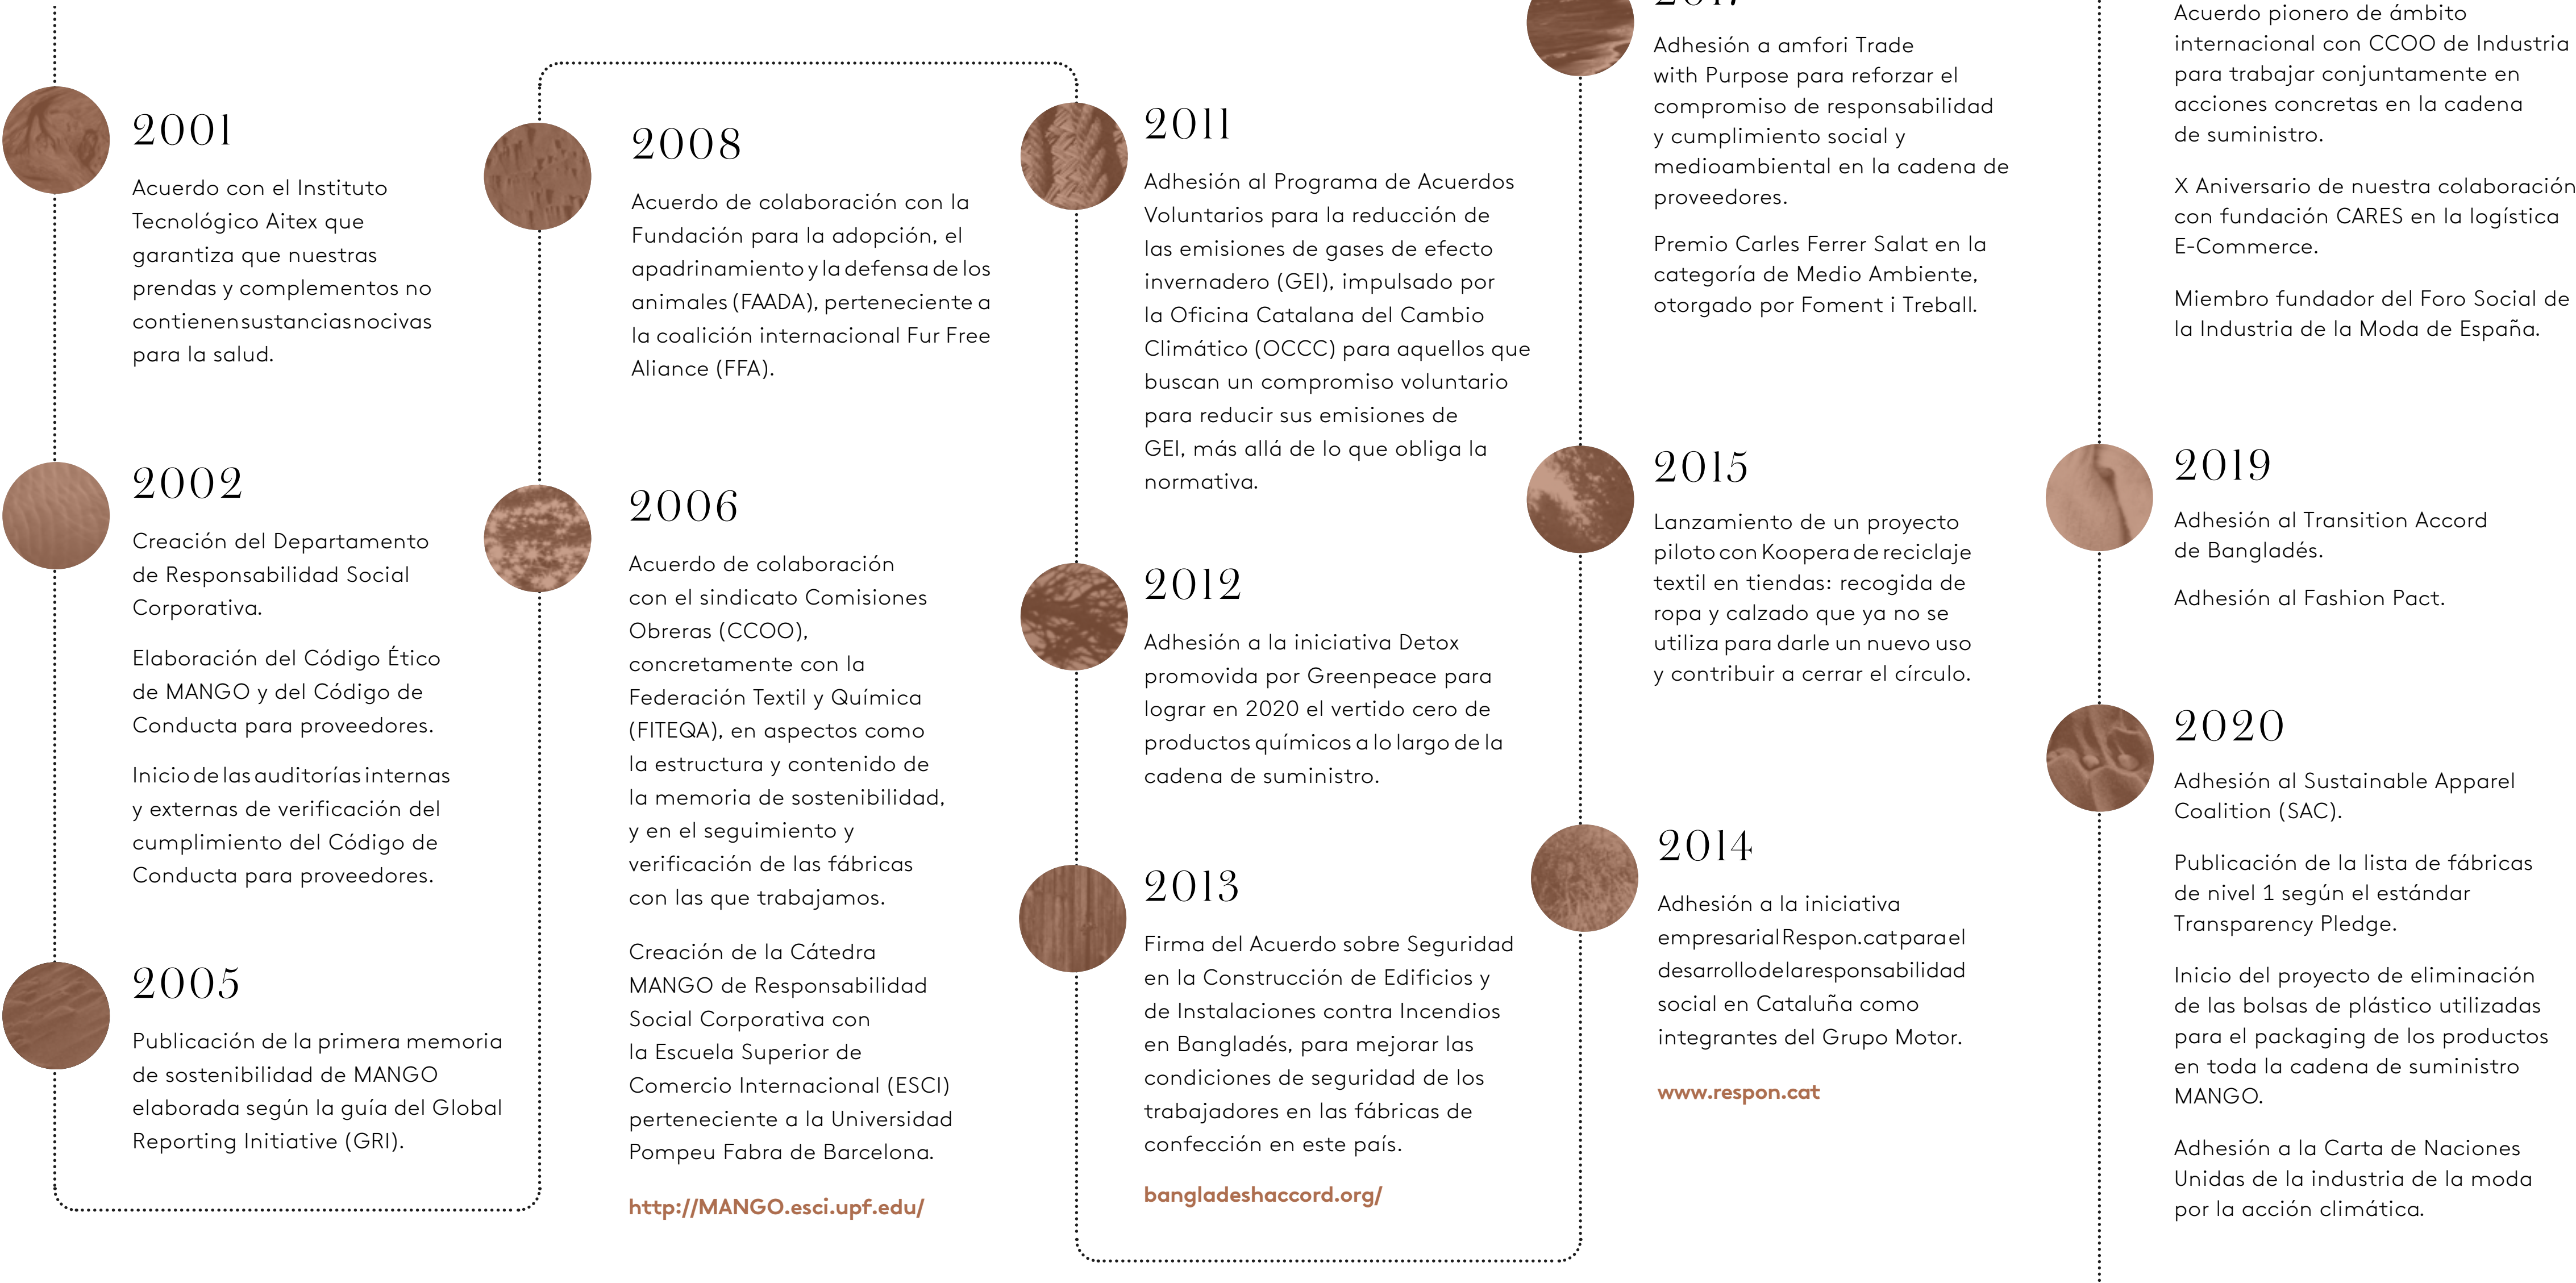 2001
Acuerdo con el Instituto
Tecnológico Aitex que
garantiza que nuestras
prendas y complementos no
contienen sustancias nocivas
para la salud.
2002
Creación del Departamento
de Responsabilidad Social
Corporativa.
Elaboración del Código Ético
de MANGO y del Código de
Conducta para proveedores.
Inicio de las auditorías internas
y externas de verificación del
cumplimiento del Código de
Conducta para proveedores.
2005
Publicación de la primera memoria
de sostenibilidad de MANGO
elaborada según la guía del Global
Reporting Initiative (GRI).
2008
Acuerdo de colaboración con la
Fundación para la adopción, el
apadrinamiento y la defensa de los
animales (FAADA), perteneciente a
la coalición internacional Fur Free
Aliance (FFA).
2006
Acuerdo de colaboración
con el sindicato Comisiones
Obreras (CCOO),
concretamente con la
Federación Textil y Química
(FITEQA), en aspectos como
la estructura y contenido de
la memoria de sostenibilidad,
y en el seguimiento y
verificación de las fábricas
con las que trabajamos.
Creación de la Cátedra
MANGO de Responsabilidad
Social Corporativa con
la Escuela Superior de
Comercio Internacional (ESCI)
perteneciente a la Universidad
Pompeu Fabra de Barcelona.
http://MANGO.esci.upf.edu/
2011
Adhesión al Programa de Acuerdos
Voluntarios para la reducción de
las emisiones de gases de efecto
invernadero (GEI), impulsado por
la Oficina Catalana del Cambio
Climático (OCCC) para aquellos que
buscan un compromiso voluntario
para reducir sus emisiones de
GEI, más allá de lo que obliga la
normativa.
2012
Adhesión a la iniciativa Detox
promovida por Greenpeace para
lograr en 2020 el vertido cero de
productos químicos a lo largo de la
cadena de suministro.
2013
Firma del Acuerdo sobre Seguridad
en la Construcción de Edificios y
de Instalaciones contra Incendios
en Bangladés, para mejorar las
condiciones de seguridad de los
trabajadores en las fábricas de
confección en este país.
bangladeshaccord.org/
2017
Adhesión a amfori Trade
with Purpose para reforzar el
compromiso de responsabilidad
y cumplimiento social y
medioambiental en la cadena de
proveedores.
Premio Carles Ferrer Salat en la
categoría de Medio Ambiente,
otorgado por Foment i Treball.
2015
Lanzamiento de un proyecto
piloto con Koopera de reciclaje
textil en tiendas: recogida de
ropa y calzado que ya no se
utiliza para darle un nuevo uso
y contribuir a cerrar el círculo.
2014
Adhesión a la iniciativa
empresarial Respon.cat para el
desarrollo de la responsabilidad
social en Cataluña como
integrantes del Grupo Motor.
www.respon.cat
Acuerdo pionero de ámbito
internacional con CCOO de Industria
para trabajar conjuntamente en
acciones concretas en la cadena
de suministro.
X Aniversario de nuestra colaboración
con fundación CARES en la logística
E-Commerce.
Miembro fundador del Foro Social de
la Industria de la Moda de España.
2019
Adhesión al Transition Accord
de Bangladés.
Adhesión al Fashion Pact.
2020
Adhesión al Sustainable Apparel
Coalition (SAC).
Publicación de la lista de fábricas
de nivel 1 según el estándar
Transparency Pledge.
Inicio del proyecto de eliminación
de las bolsas de plástico utilizadas
para el packaging de los productos
en toda la cadena de suministro
MANGO.
Adhesión a la Carta de Naciones
Unidas de la industria de la moda
por la acción climática.